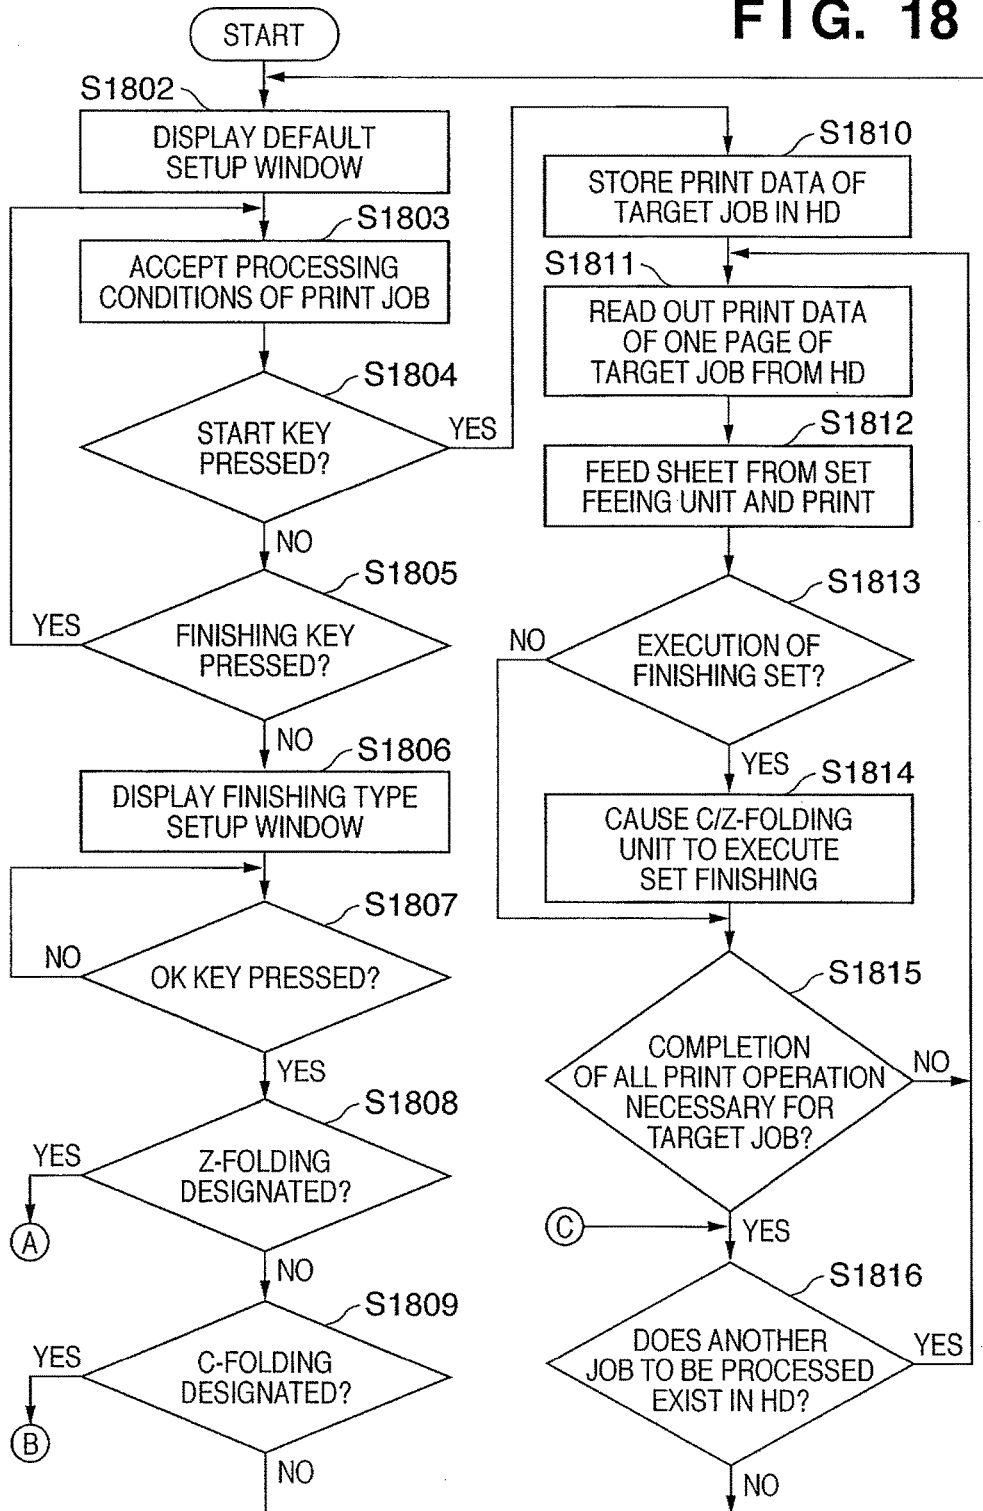 FIG. 18
START
S1802
DISPLAY DEFAULT
SETUP WINDOW
S1803
ACCEPT PROCESSING
CONDITIONS OF PRINT JOB
S1804
START KEY
PRESSED?
YES
NO
S1805
FINISHING KEY
PRESSED?
YES
NO
S1806
DISPLAY FINISHING TYPE
SETUP WINDOW
S1807
OK KEY PRESSED?
NO
YES
S1808
Z-FOLDING
DESIGNATED?
YES
A
NO
S1809
C-FOLDING
DESIGNATED?
YES
B
NO
S1810
STORE PRINT DATA OF
TARGET JOB IN HD
S1811
READ OUT PRINT DATA
OF ONE PAGE OF
TARGET JOB FROM HD
S1812
FEED SHEET FROM SET
FEEING UNIT AND PRINT
S1813
EXECUTION OF
FINISHING SET?
NO
YES
S1814
CAUSE C/Z-FOLDING
UNIT TO EXECUTE
SET FINISHING
S1815
COMPLETION
OF ALL PRINT OPERATION
NECESSARY FOR
TARGET JOB?
NO
C
YES
S1816
DOES ANOTHER
JOB TO BE PROCESSED
EXIST IN HD?
YES
NO